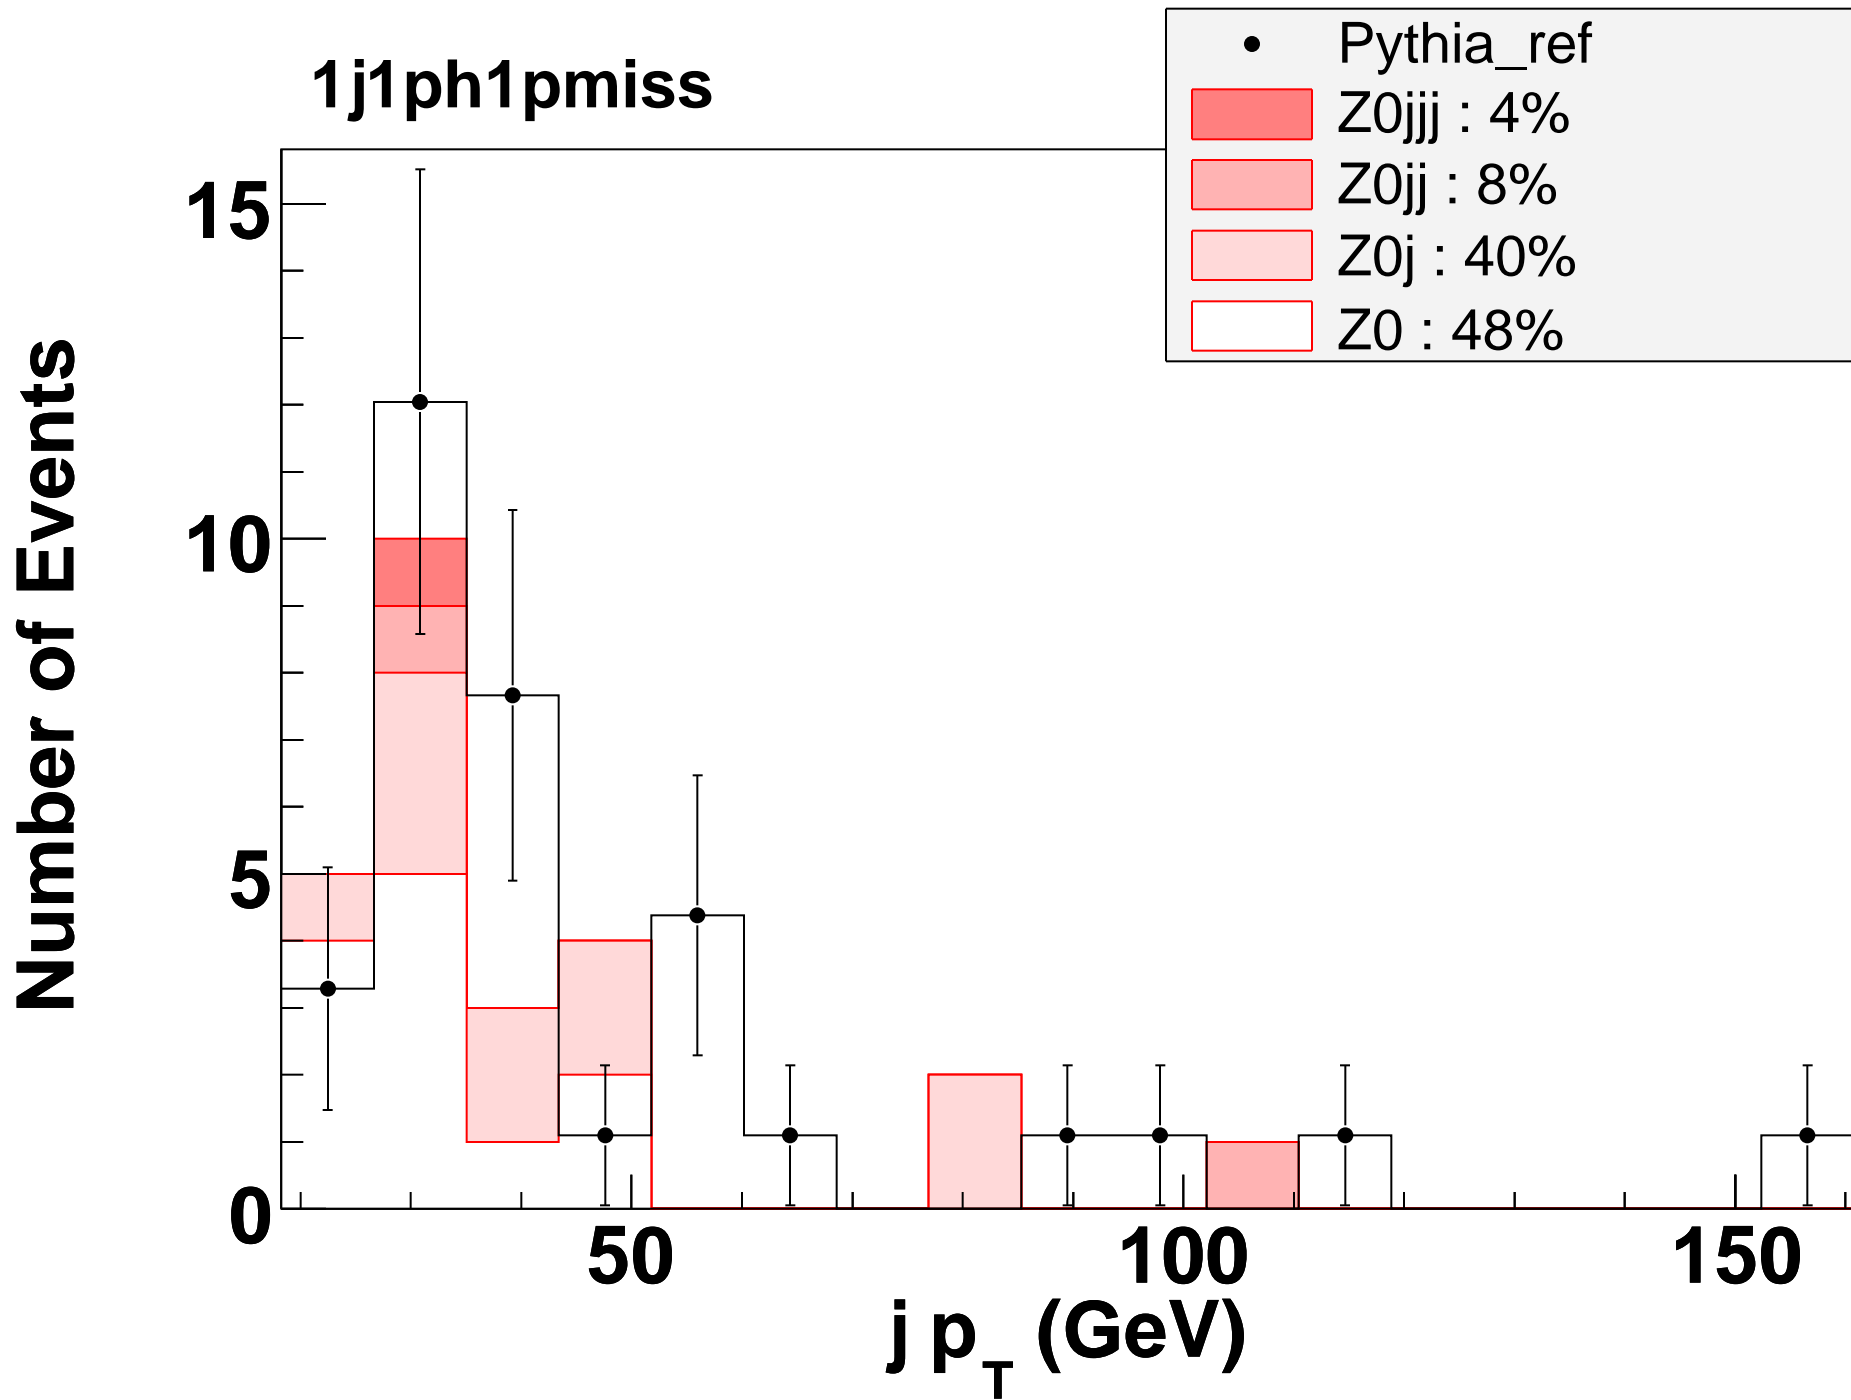 1j1ph1pmiss
Pythia_ref
Z0jjj : 4%
Z0jj : 8%
Z0j : 40%
Z0 : 48%
Number of Events
15
10
5
0
50 100 150
j p_T (GeV)